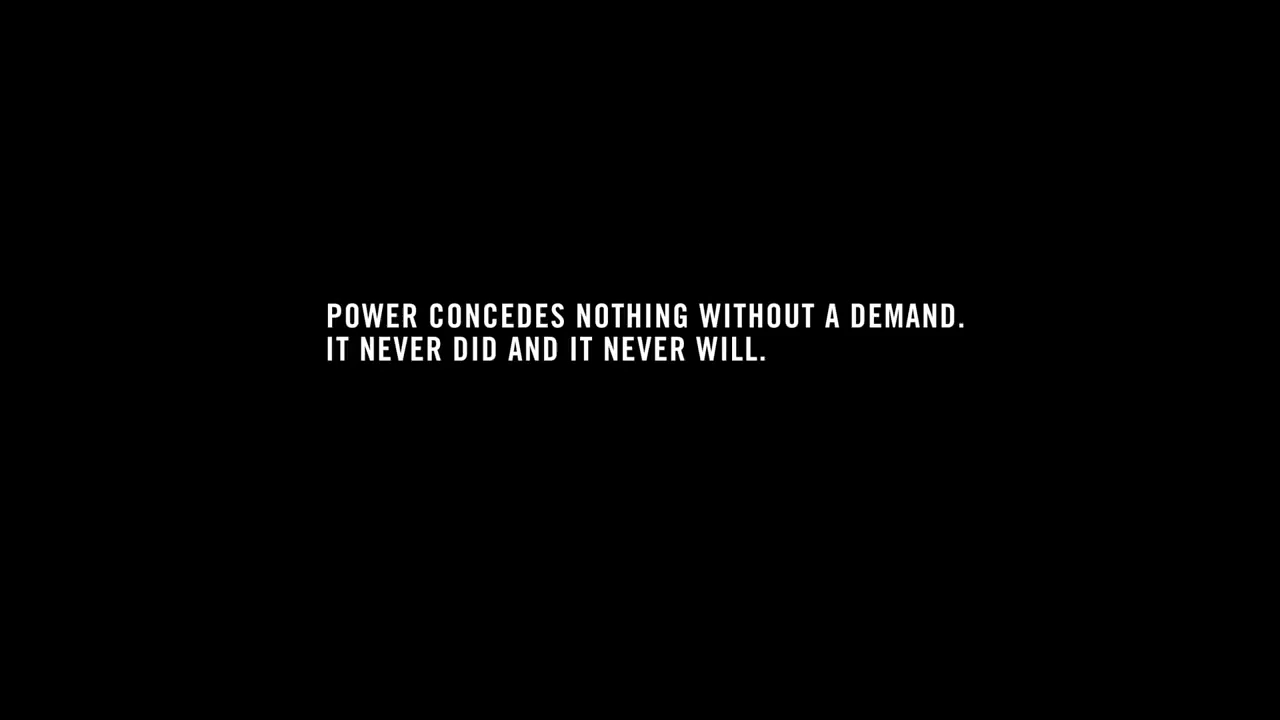 POWER CONCEDES NOTHING WITHOUT A DEMAND.
IT NEVER DID AND IT NEVER WILL.